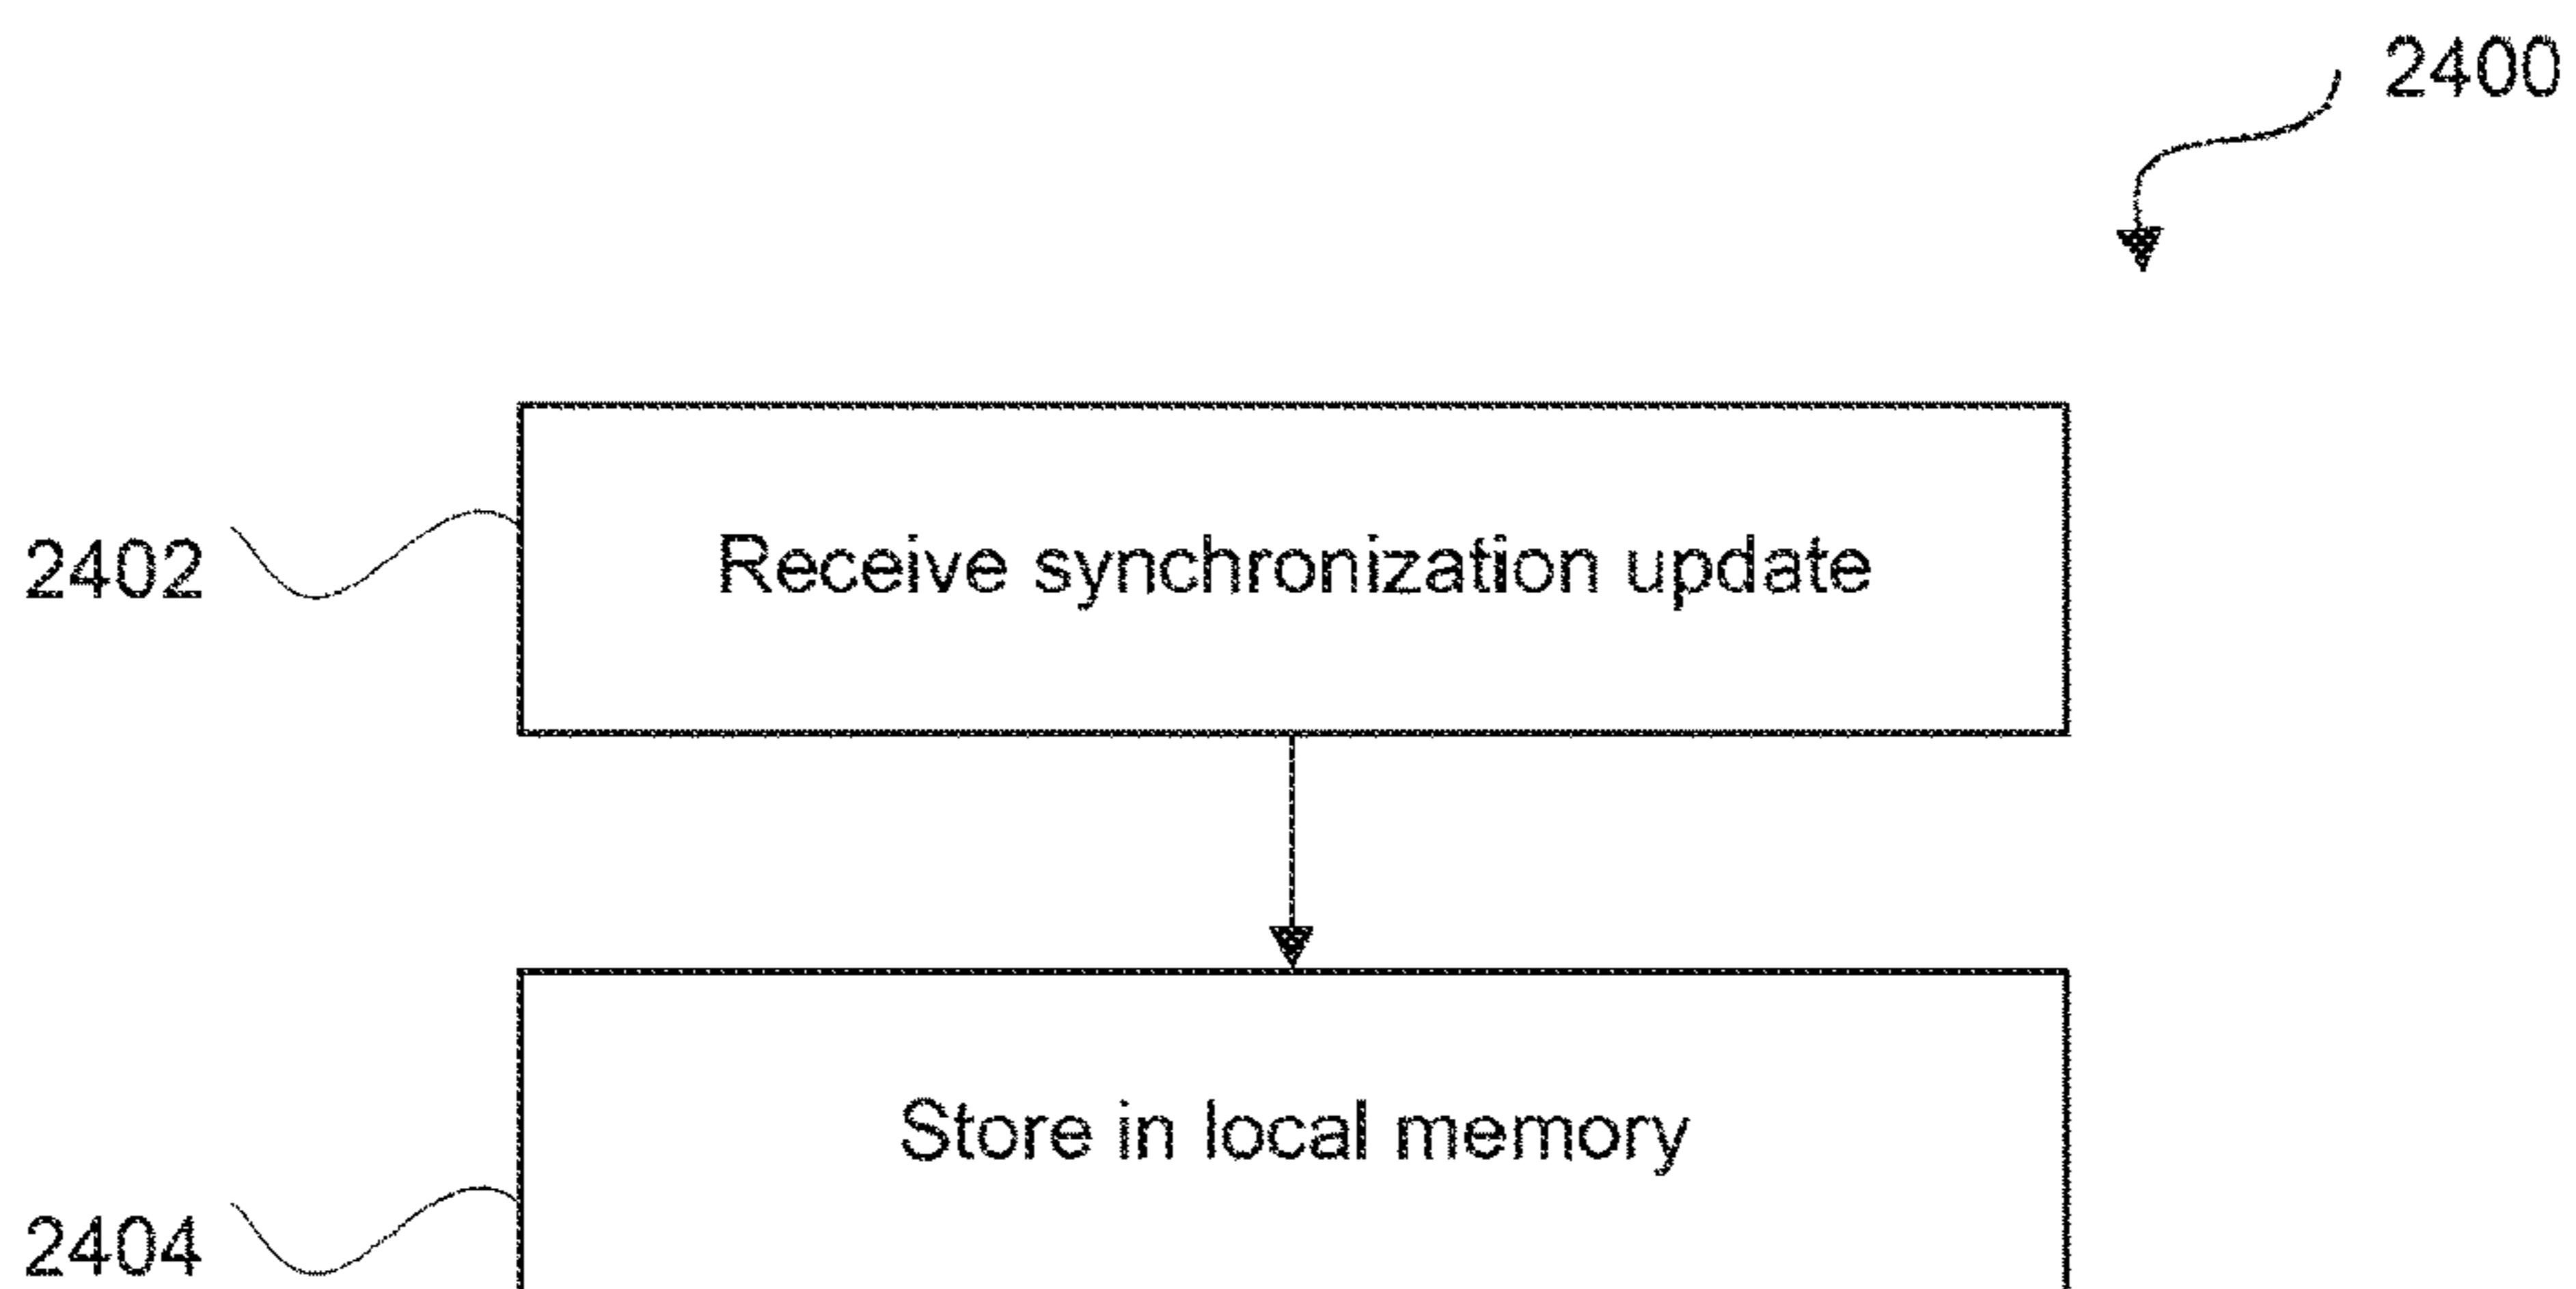 2400
2402
Receive synchronization update
Store in local memory
2404